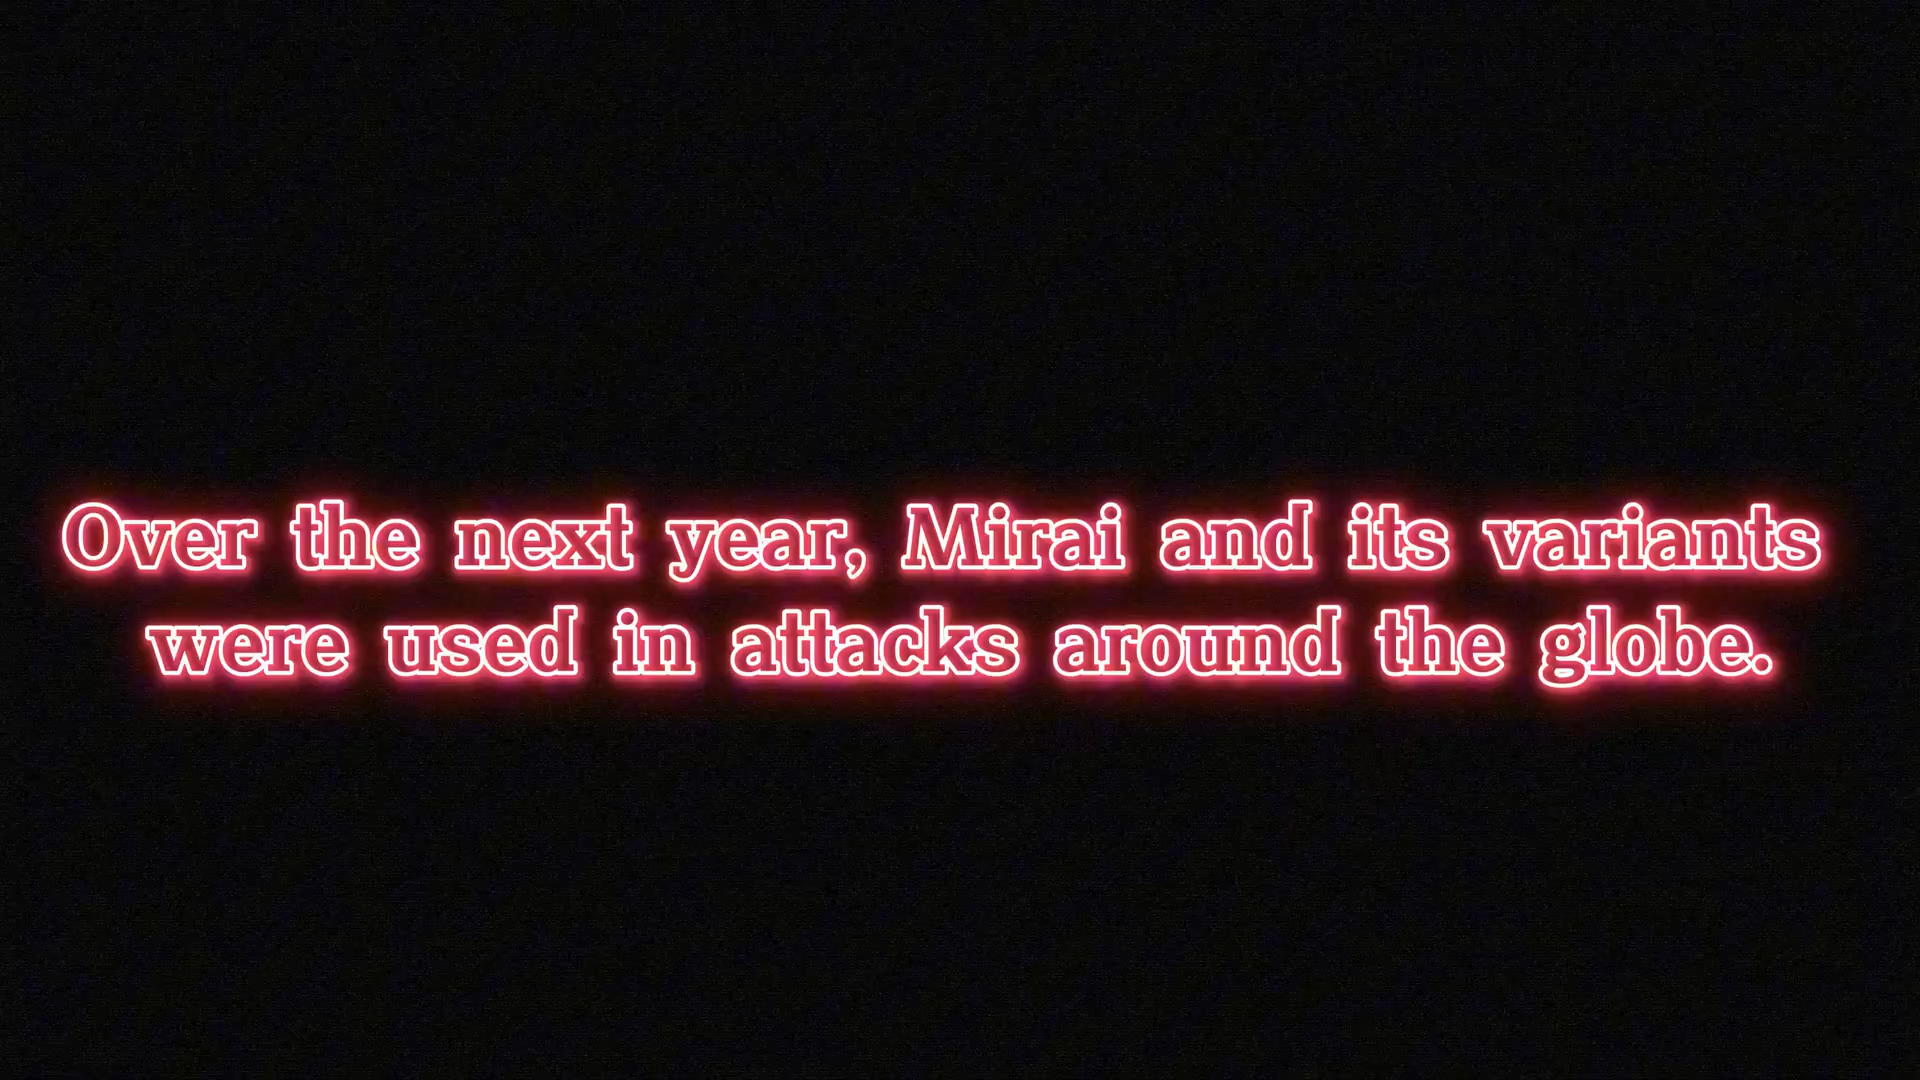 Over the next year, Mirai and its variants
were used in attacks around the globe.